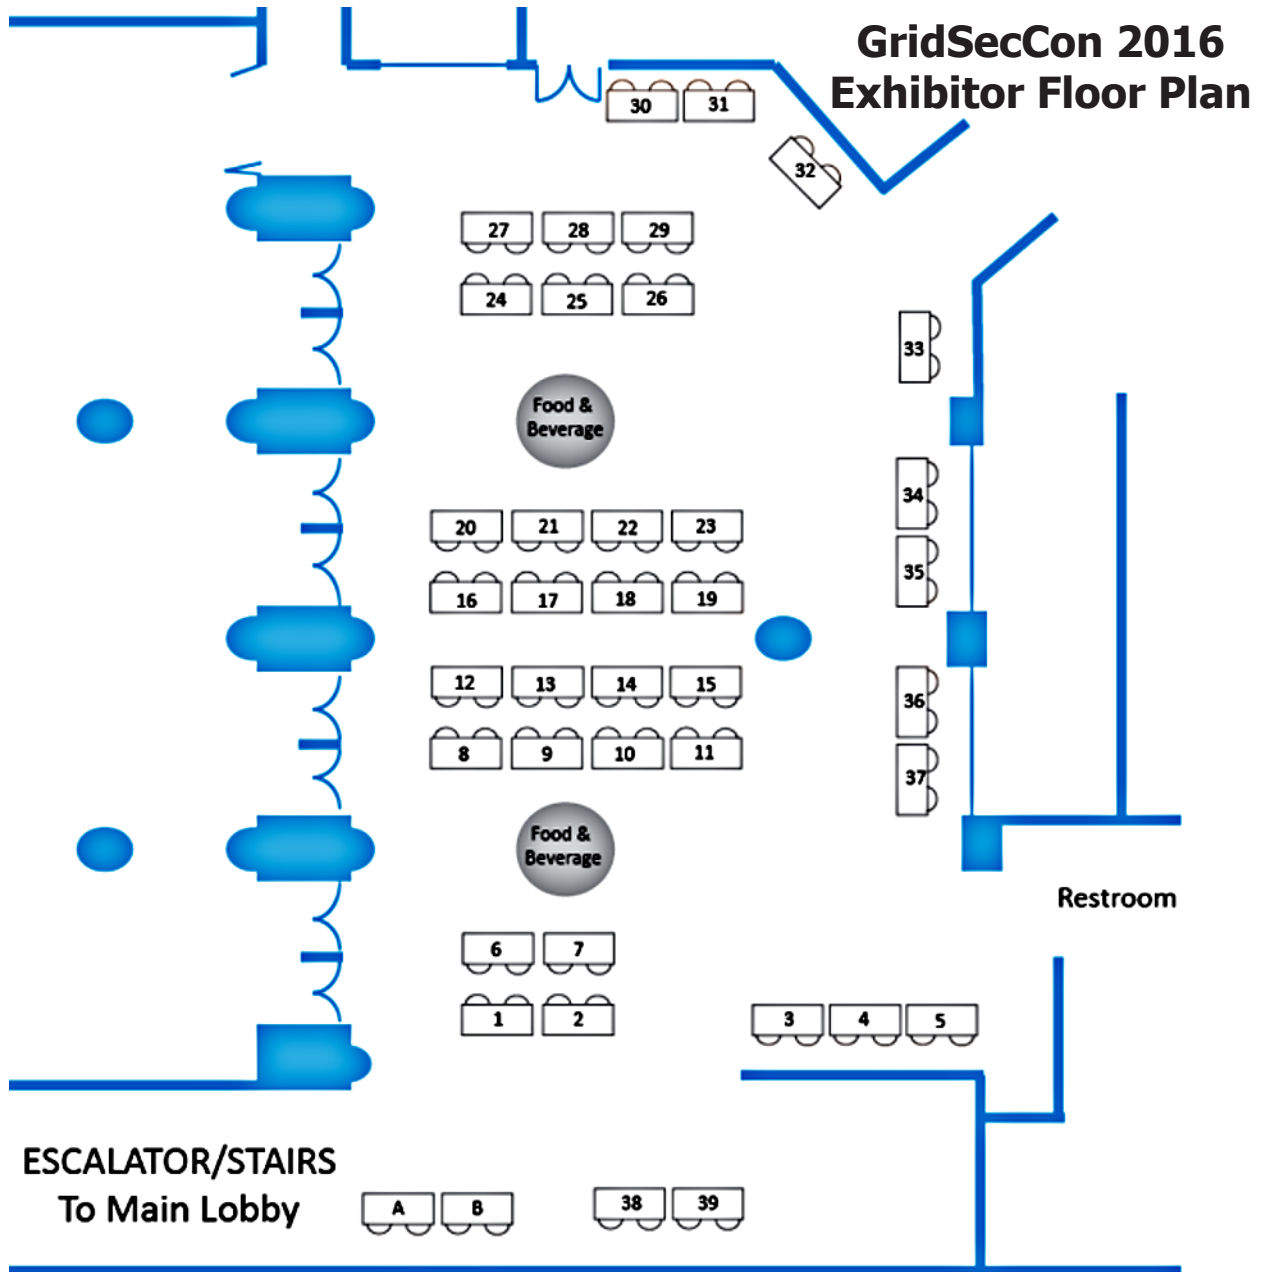 GridSecCon 2016
Exhibitor Floor Plan
30 31
32
27 28 29
24 25 26
33
Food &
Beverage
34
20 21 22 23
35
16 17 18 19
12 13 14 15
36
8 9 10 11
37
Food &
Beverage
Restroom
6 7
1 2
3 4 5
ESCALATOR/STAIRS
To Main Lobby
A B
38 39